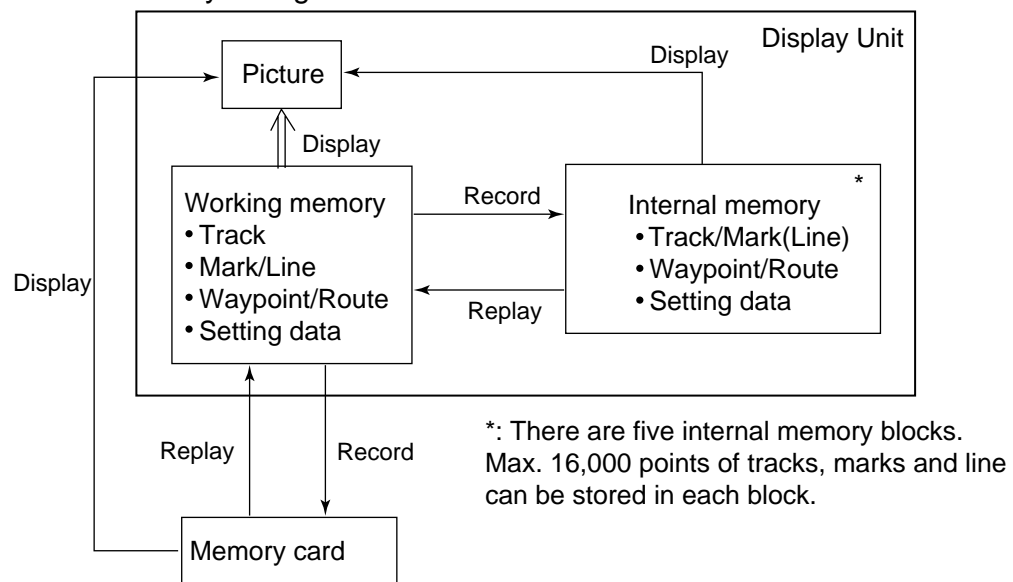 Display Unit
Display
Picture
Display
Working memory
• Track
• Mark/Line
• Waypoint/Route
• Setting data
Record
Replay
*
Internal memory
• Track/Mark(Line)
• Waypoint/Route
• Setting data
Display
Replay
Record
*: There are five internal memory blocks.
Max. 16,000 points of tracks, marks and line
can be stored in each block.
Memory card